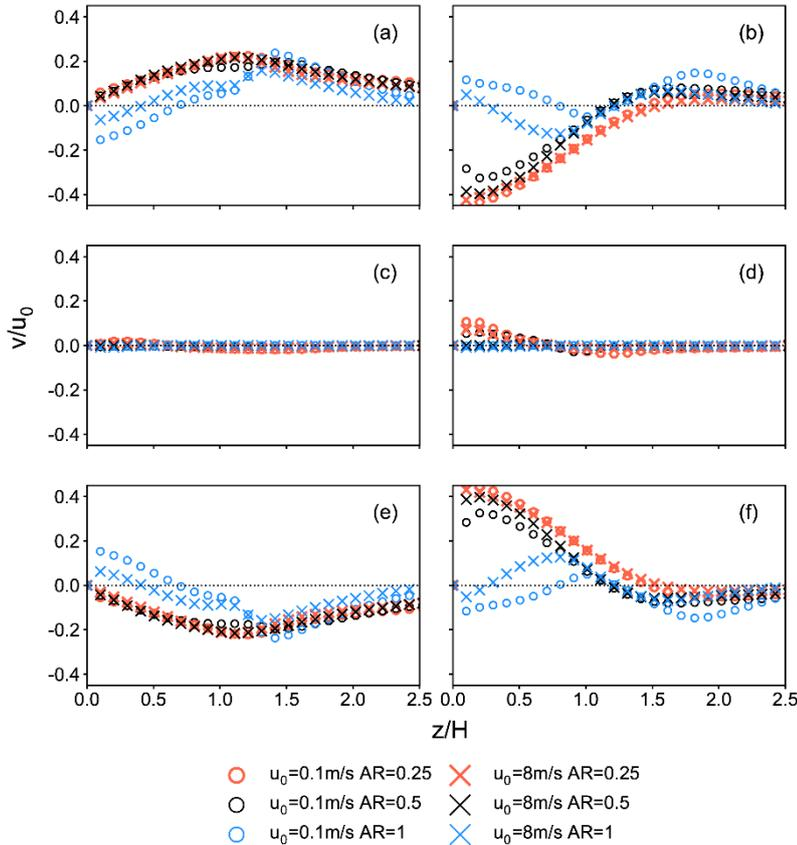 0.4
0.2
0.0
-0.2
-0.4
(a)
(b)
0.4
0.2
0.0
-0.2
-0.4
(c)
(d)
v/u0
0.4
0.2
0.0
-0.2
-0.4
(e)
(f)
0.0 0.5 1.0 1.5 2.0 2.5
0.0 0.5 1.0 1.5 2.0 2.5
z/H
u0=0.1m/s AR=0.25
u0=8m/s AR=0.25
u0=0.1m/s AR=0.5
u0=8m/s AR=0.5
u0=0.1m/s AR=1
u0=8m/s AR=1